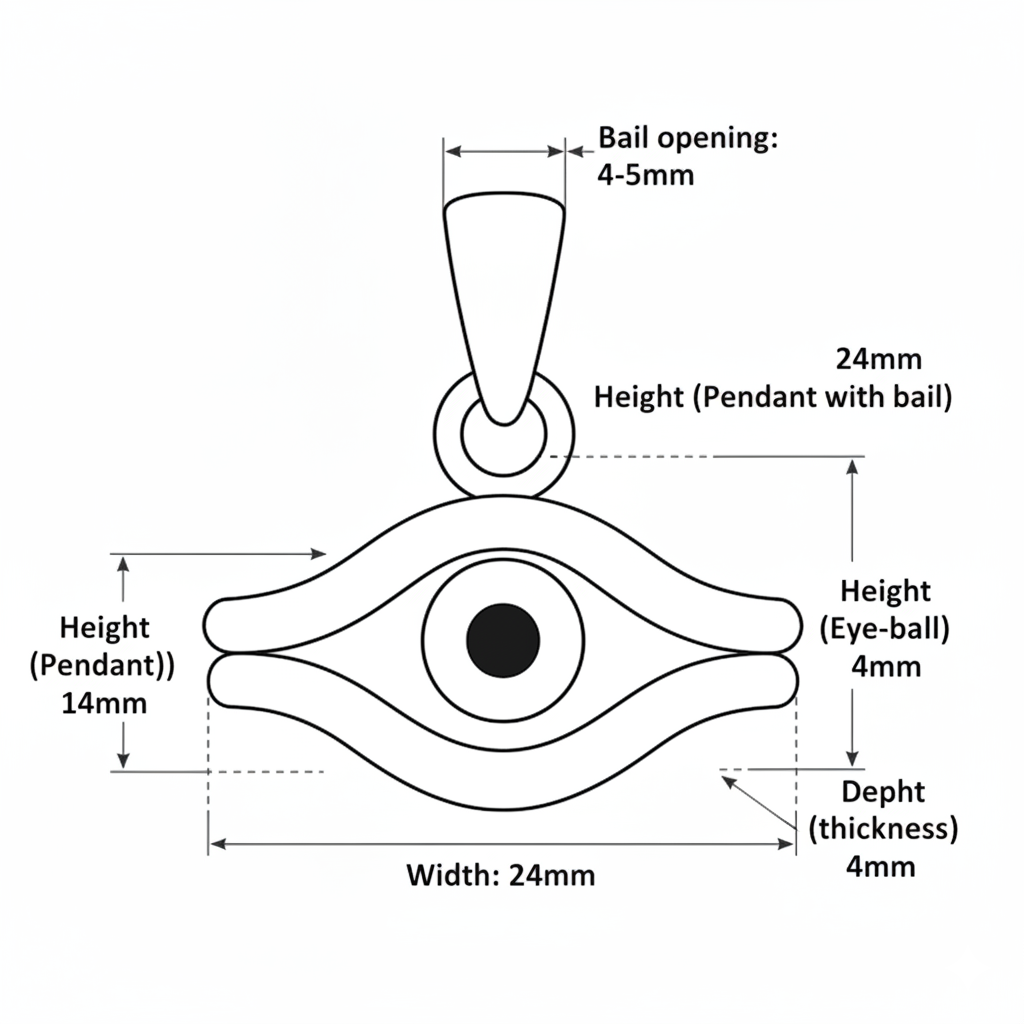 Bail opening:
4-5mm
24mm
Height (Pendant with bail)
Height
(Pendant))
14mm
Height
(Eye-ball)
4mm
Depht
(thickness)
4mm
Width: 24mm